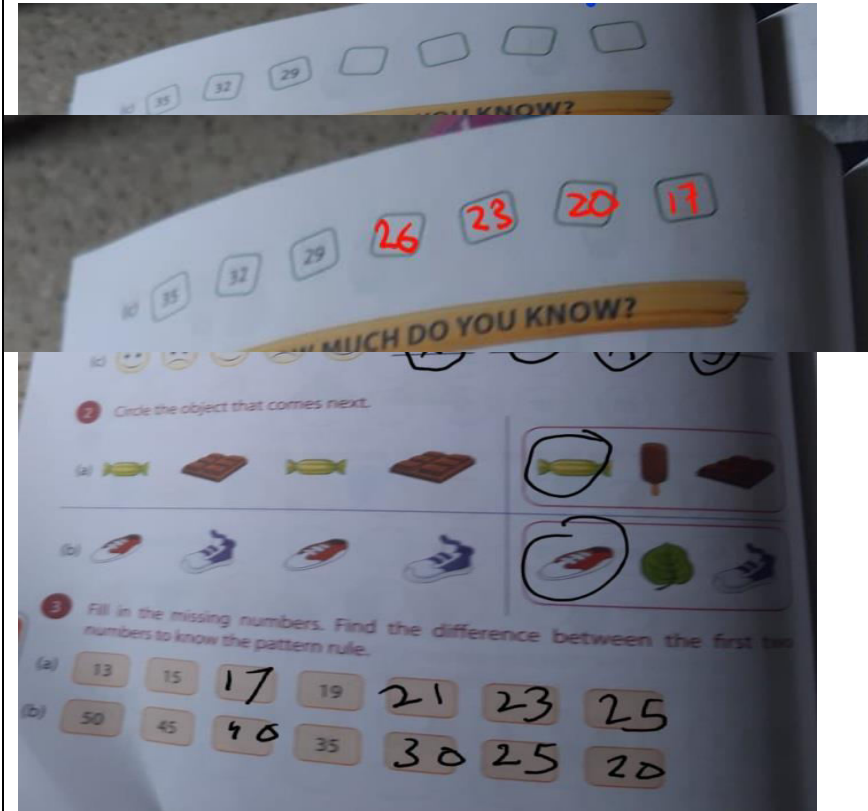 (c) 35 32 29
YOU KNOW?
(c) 35 32 29 26 23 20 17
MUCH DO YOU KNOW?
(c)
2 Circle the object that comes next.
(a)
(b)
3 Fill in the missing numbers. Find the difference between the first two
numbers to know the pattern rule.
(a) 13 15 17 19 21 23 25
(b) 50 45 40 35 30 25 20